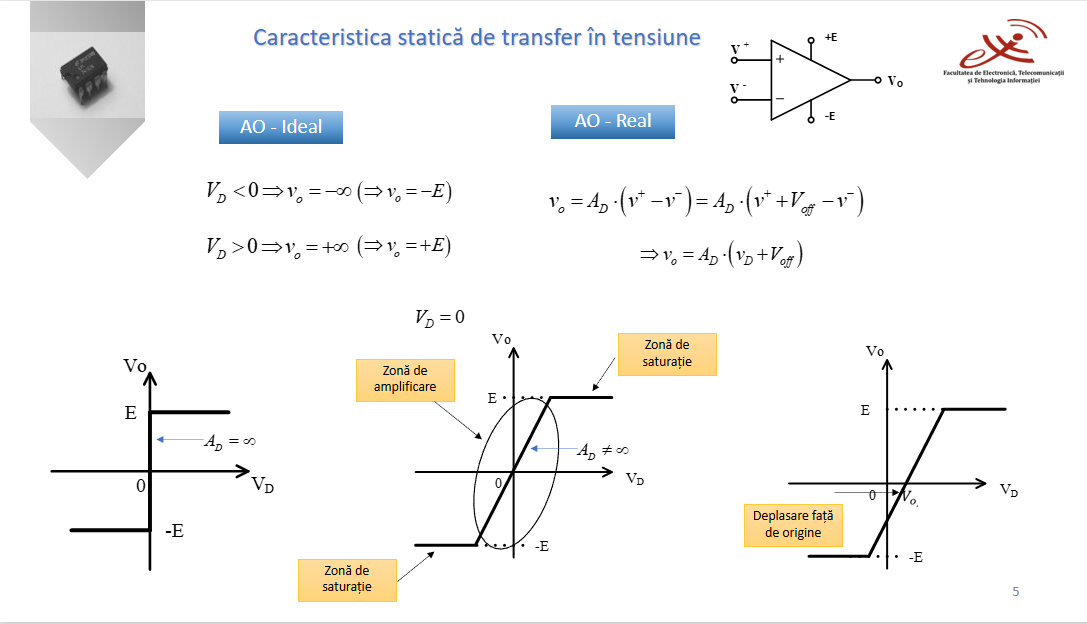 Caracteristica statică de transfer în tensiune
V +
V -
+
−
+E
-E
Vo
Facultatea de Electronică, Telecomunicații
și Tehnologia Informației
AO - Ideal
AO - Real
V_D < 0 ⇒ v_o = −∞ (⇒ v_o = −E)
V_D > 0 ⇒ v_o = +∞ (⇒ v_o = +E)
v_o = A_D · (v⁺ − v⁻) = A_D · (v⁺ + V_off − v⁻)
⇒ v_o = A_D · (v_D + V_off)
V_D = 0
Vo
E
A_D = ∞
0
V_D
-E
Vo
Zonă de
amplificare
Zonă de
saturație
E
A_D ≠ ∞
0
V_D
-E
Zonă de
saturație
Vo
E
0
V_o.
V_D
Deplasare față
de origine
-E
5